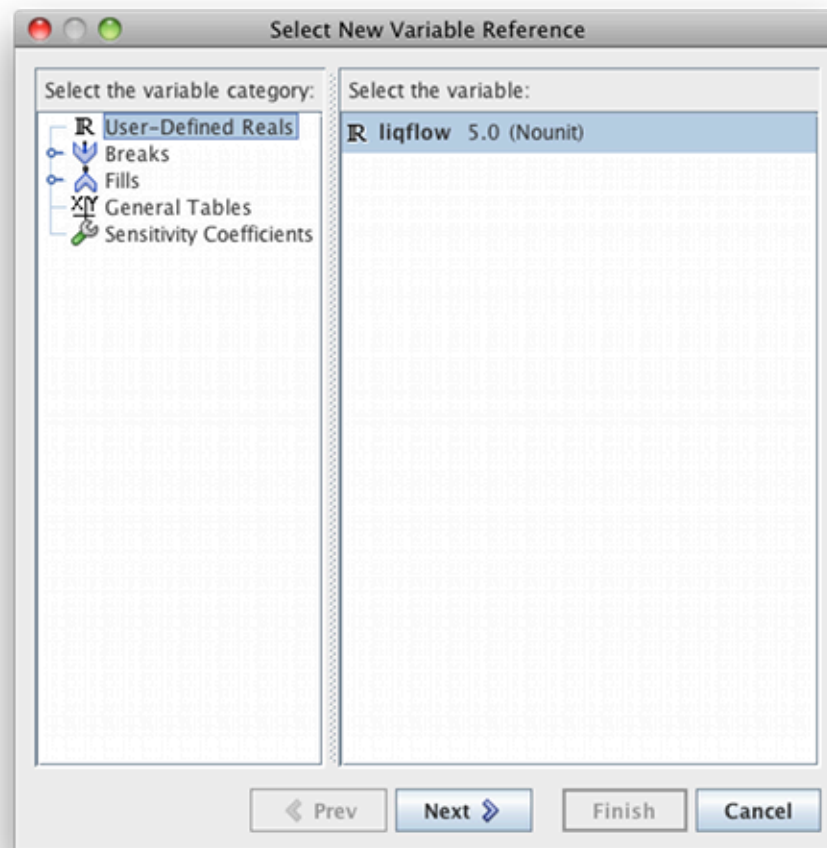 Select New Variable Reference
Select the variable category:
ℝ User-Defined Reals
Breaks
Fills
X|Y General Tables
Sensitivity Coefficients
Select the variable:
ℝ liqflow 5.0 (Nounit)
Prev
Next
Finish
Cancel